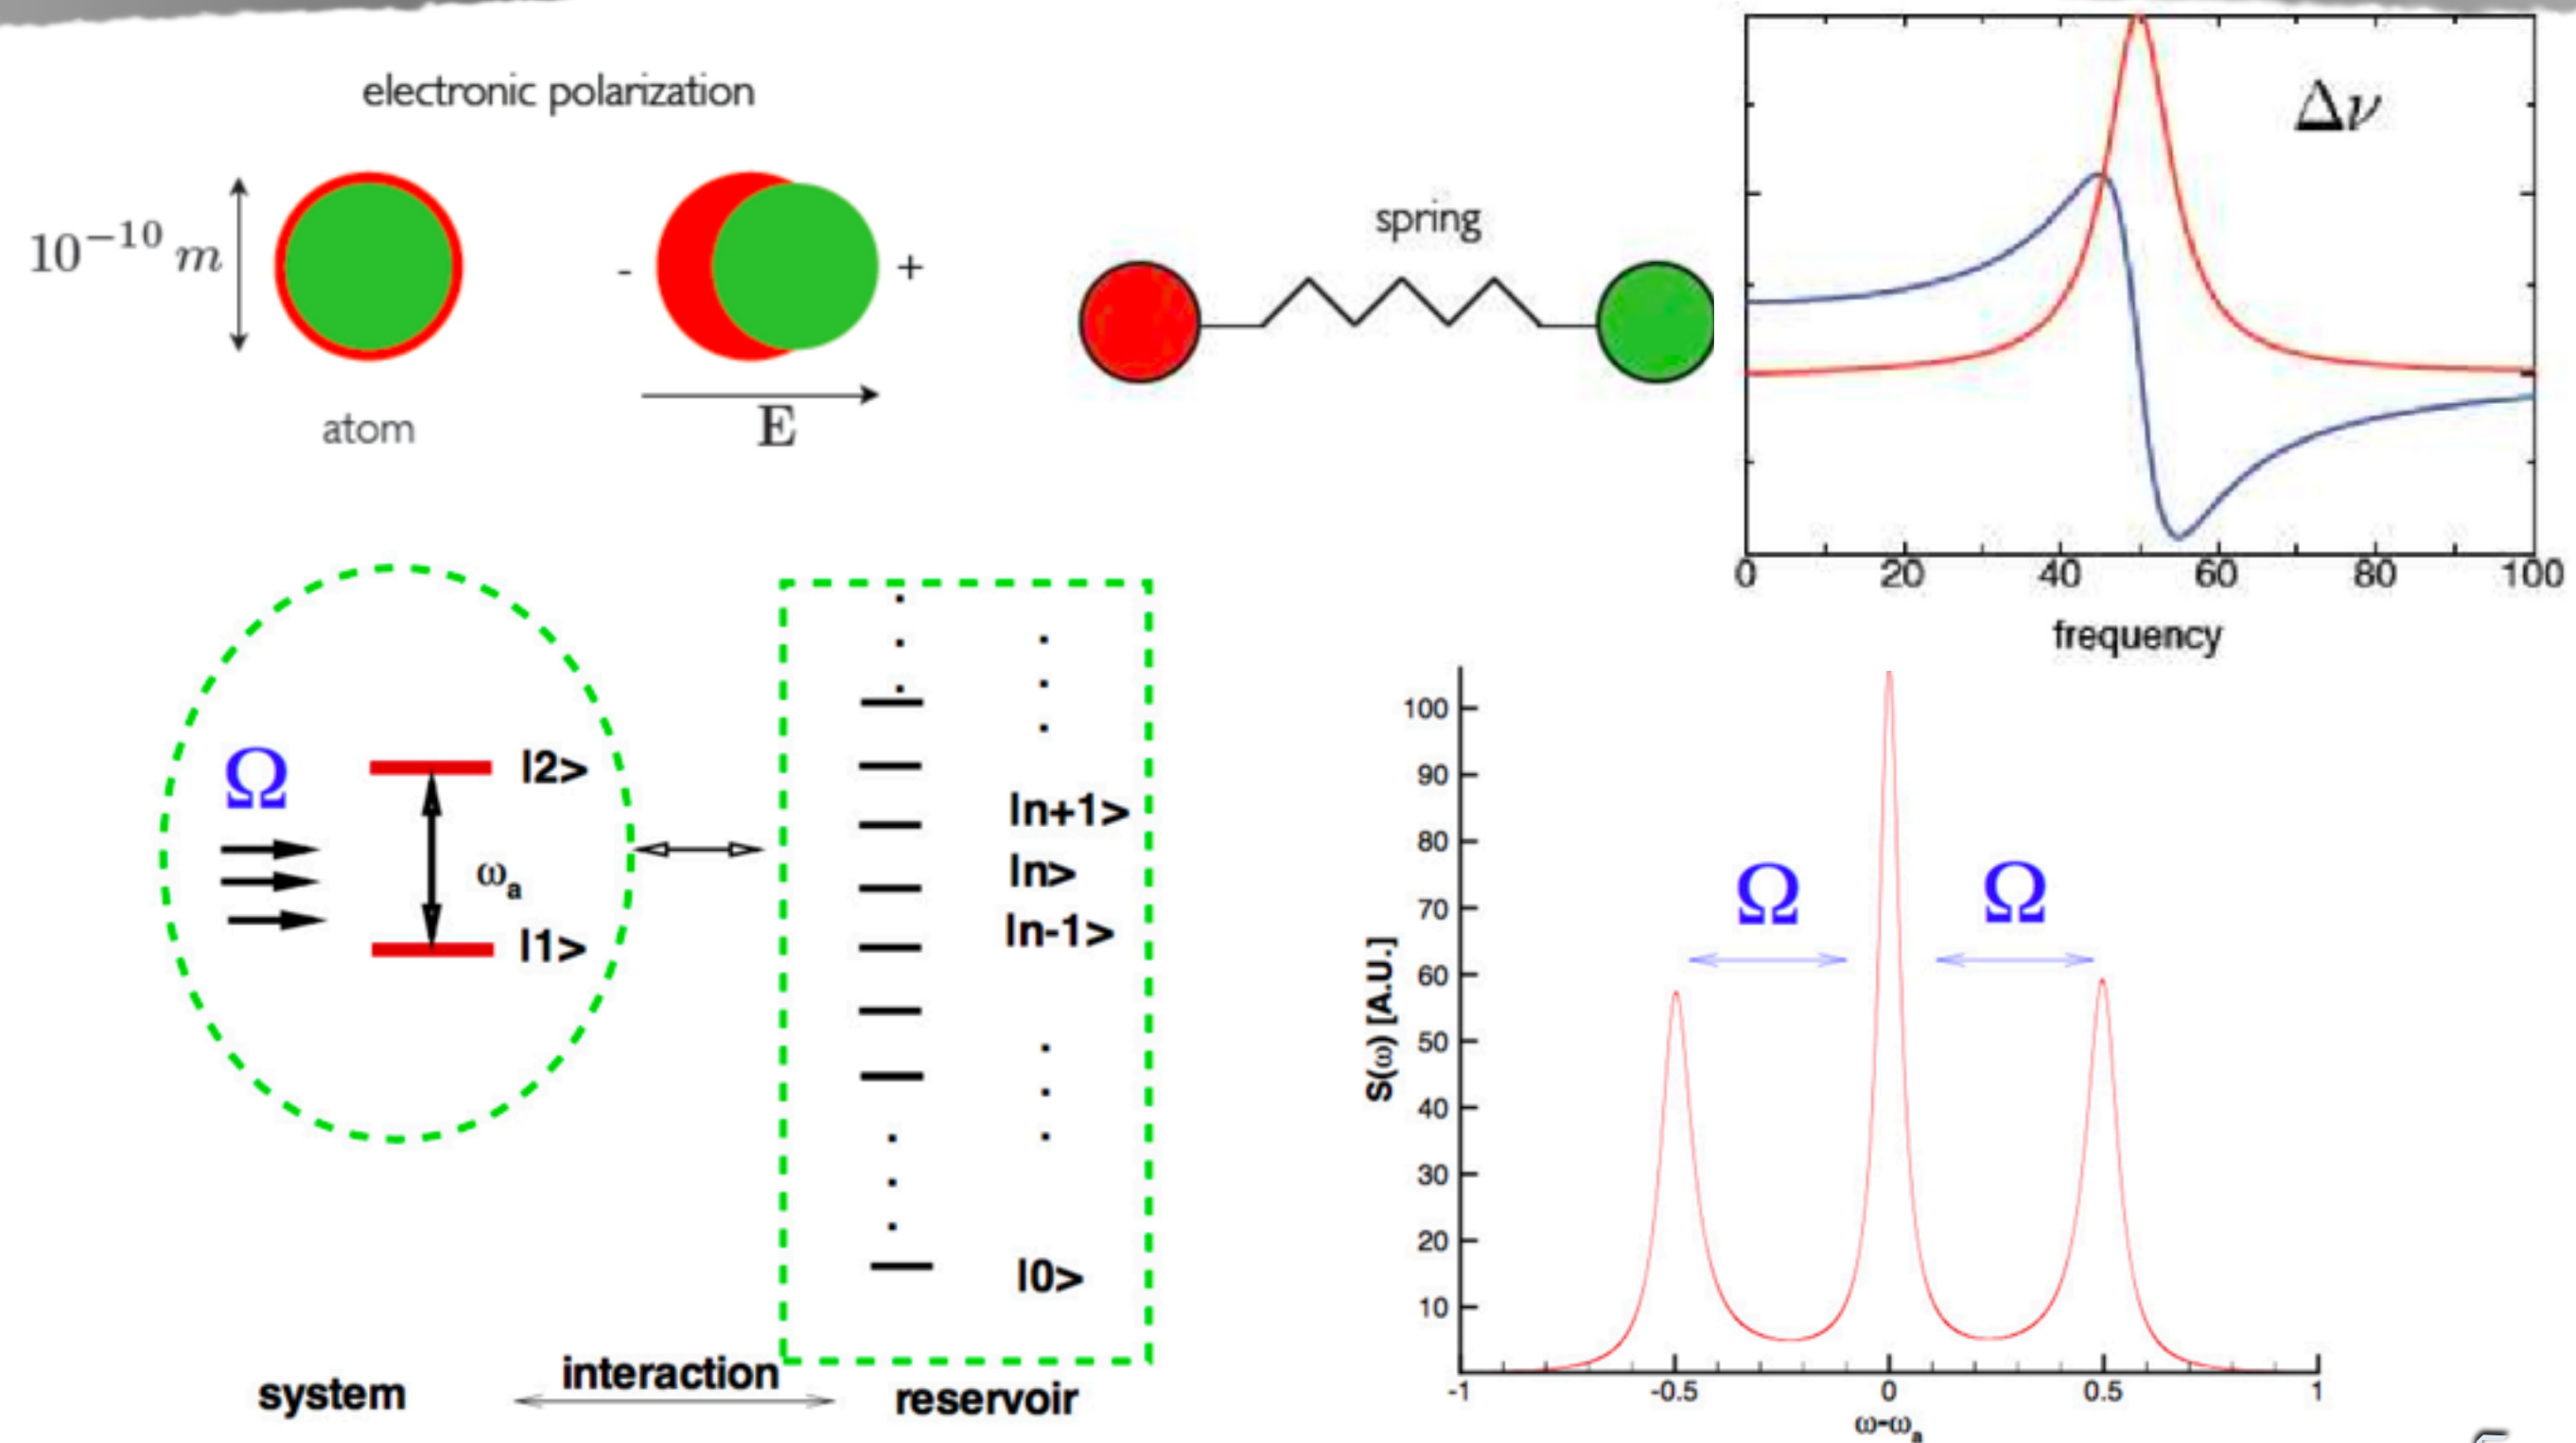 electronic polarization
10⁻¹⁰ m
atom
- +
E
spring
Δν
0 20 40 60 80 100
frequency
Ω
|2>
ωa
|1>
|n+1>
|n>
|n-1>
|0>
system
interaction
reservoir
S(ω) [A.U.]
100
90
80
70
60
50
40
30
20
10
Ω Ω
-1 -0.5 0 0.5 1
ω-ωa